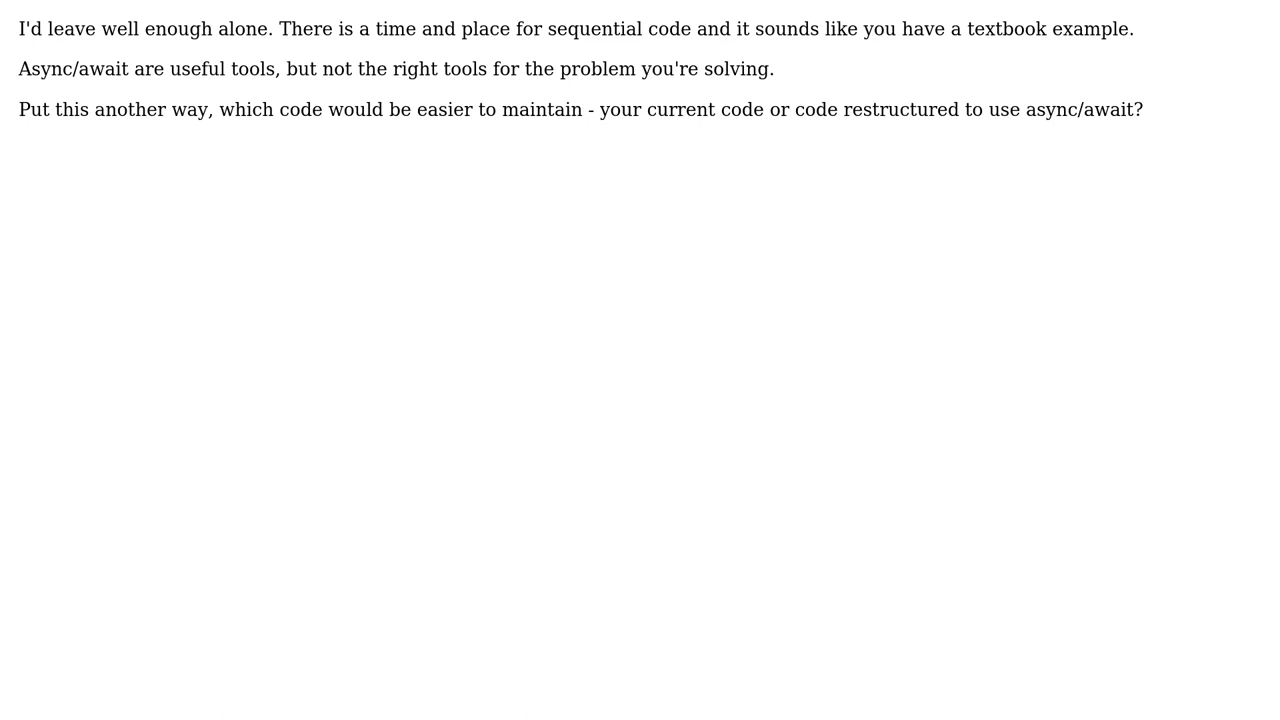 I'd leave well enough alone. There is a time and place for sequential code and it sounds like you have a textbook example.
Async/await are useful tools, but not the right tools for the problem you're solving.
Put this another way, which code would be easier to maintain - your current code or code restructured to use async/await?